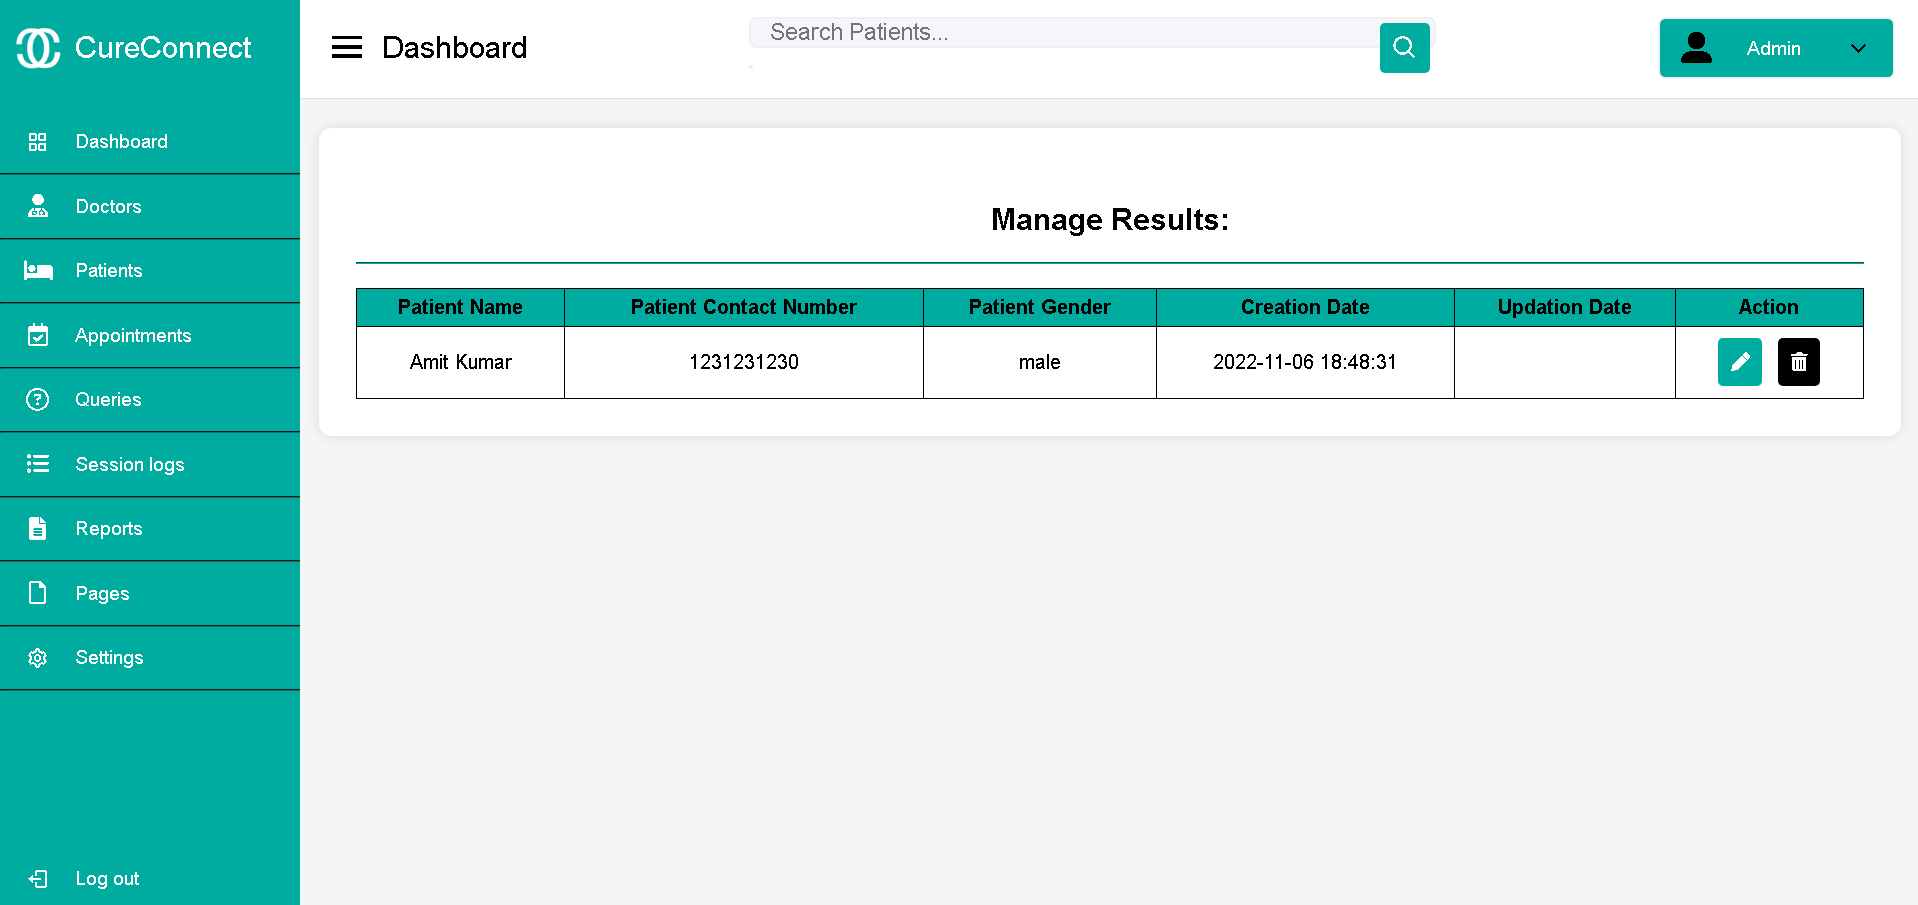 CureConnect
Dashboard
Search Patients...
Admin
Dashboard
Doctors
Patients
Appointments
Queries
Session logs
Reports
Pages
Settings
Log out
Manage Results:
Patient Name Patient Contact Number Patient Gender Creation Date Updation Date Action
Amit Kumar 1231231230 male 2022-11-06 18:48:31